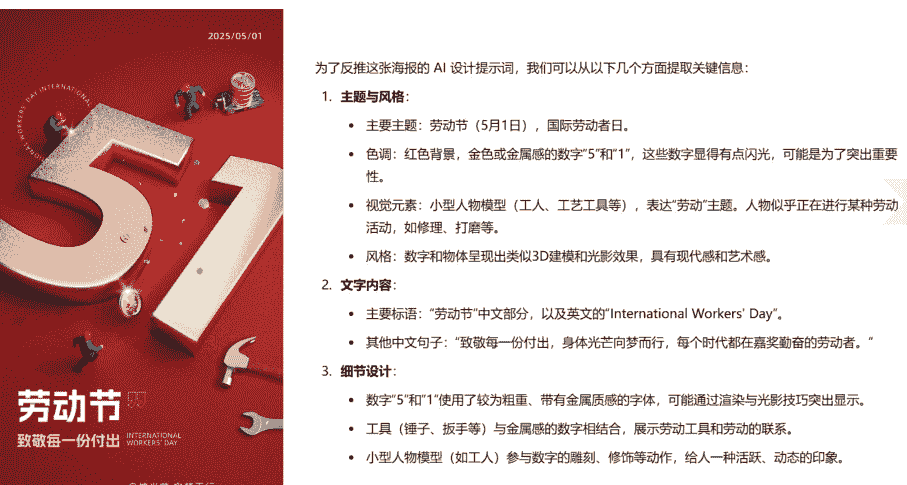 2025/05/01
INTERNATIONAL WORKERS' DAY INTERNATIONAL
劳动节
致敬每一份付出
INTERNATIONAL
WORKERS' DAY
为了反推这张海报的 AI 设计提示词，我们可以从以下几个方面提取关键信息：
1. 主题与风格：
• 主要主题：劳动节（5月1日），国际劳动者日。
• 色调：红色背景，金色或金属感的数字"5"和"1"，这些数字显得有点闪光，可能是为了突出重要
性。
• 视觉元素：小型人物模型（工人、工艺工具等），表达"劳动"主题。人物似乎正在进行某种劳动
活动，如修理、打磨等。
• 风格：数字和物体呈现出类似3D建模和光影效果，具有现代感和艺术感。
2. 文字内容：
• 主要标语："劳动节"中文部分，以及英文的"International Workers' Day"。
• 其他中文句子："致敬每一份付出，身体光芒向梦而行，每个时代都在嘉奖勤奋的劳动者。"
3. 细节设计：
• 数字"5"和"1"使用了较为粗重、带有金属质感的字体，可能通过渲染与光影技巧突出显示。
• 工具（锤子、扳手等）与金属感的数字相结合，展示劳动工具和劳动的联系。
• 小型人物模型（如工人）参与数字的雕刻、修饰等动作，给人一种活跃、动态的印象。